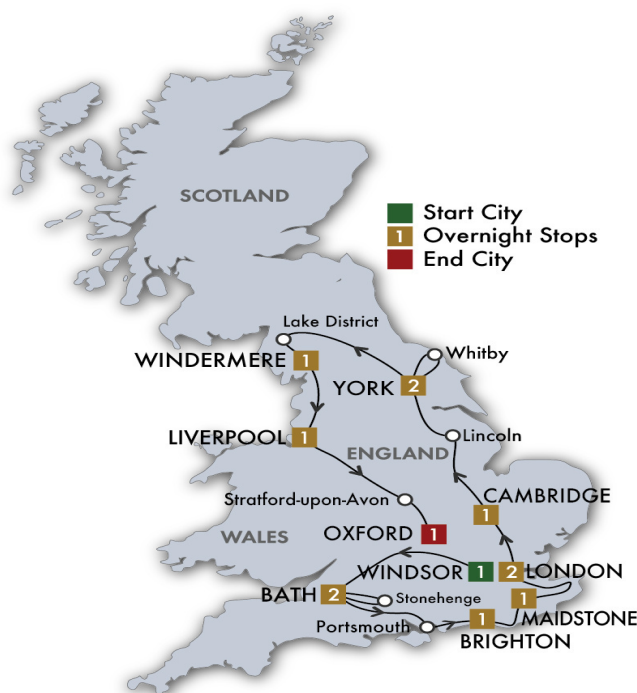 SCOTLAND
Start City
1 Overnight Stops
End City
Lake District
WINDERMERE 1
Whitby
YORK 2
LIVERPOOL 1
Lincoln
ENGLAND
Stratford-upon-Avon
CAMBRIDGE
1
WALES
OXFORD 1
WINDSOR 1
2 LONDON
BATH 2
Stonehenge
1
MAIDSTONE
Portsmouth
1
BRIGHTON